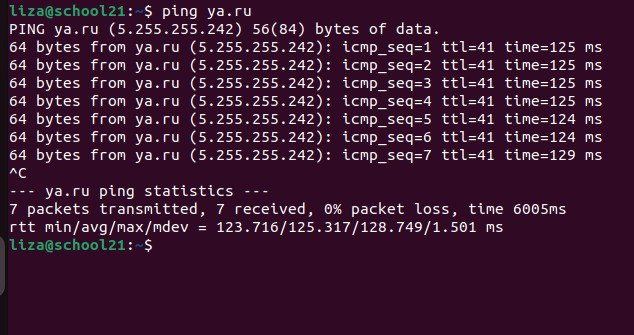 liza@school21:~$ ping ya.ru
PING ya.ru (5.255.255.242) 56(84) bytes of data.
64 bytes from ya.ru (5.255.255.242): icmp_seq=1 ttl=41 time=125 ms
64 bytes from ya.ru (5.255.255.242): icmp_seq=2 ttl=41 time=125 ms
64 bytes from ya.ru (5.255.255.242): icmp_seq=3 ttl=41 time=125 ms
64 bytes from ya.ru (5.255.255.242): icmp_seq=4 ttl=41 time=125 ms
64 bytes from ya.ru (5.255.255.242): icmp_seq=5 ttl=41 time=124 ms
64 bytes from ya.ru (5.255.255.242): icmp_seq=6 ttl=41 time=124 ms
64 bytes from ya.ru (5.255.255.242): icmp_seq=7 ttl=41 time=129 ms
^C
--- ya.ru ping statistics ---
7 packets transmitted, 7 received, 0% packet loss, time 6005ms
rtt min/avg/max/mdev = 123.716/125.317/128.749/1.501 ms
liza@school21:~$